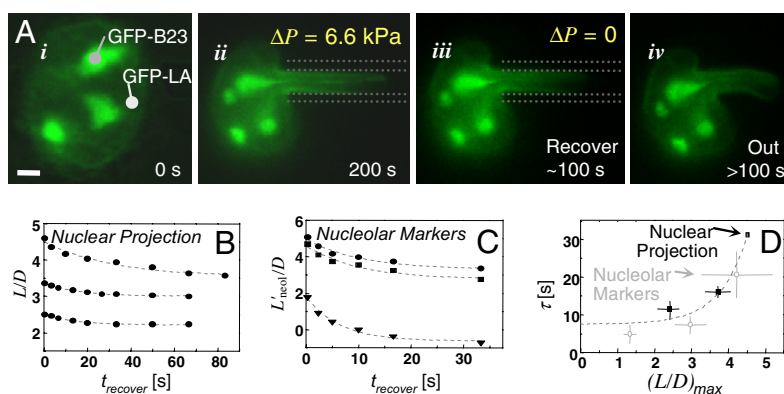 A
i
GFP-B23
GFP-LA
0 s
ii
ΔP = 6.6 kPa
200 s
iii
ΔP = 0
Recover
~100 s
iv
Out
>100 s
Nuclear Projection B
5
4
3
2
L/D
0 20 40 60 80
t_recover [s]
Nucleolar Markers C
6
4
2
0
L'neol/D
0 10 20 30
t_recover [s]
D
Nuclear
Projection
Nucleolar
Markers
30
20
10
0
τ [s]
0 1 2 3 4 5
(L/D)max